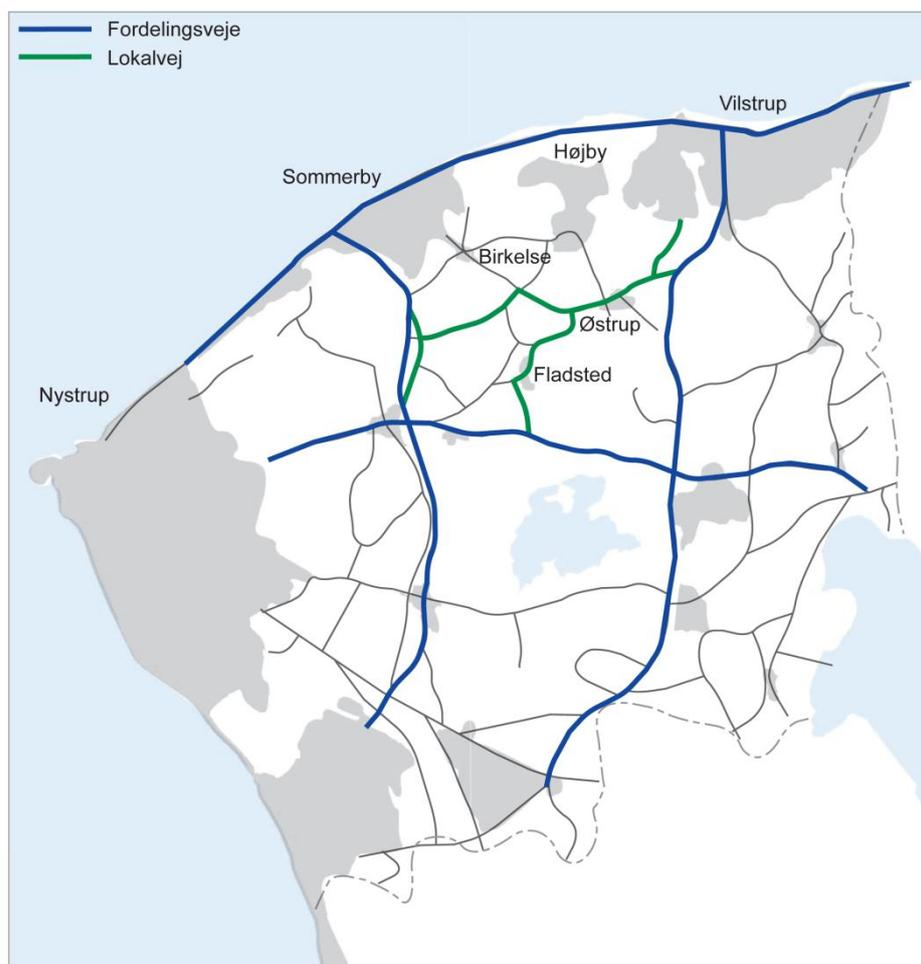 Fordelingsveje
Lokalvej
Vilstrup
Højby
Sommerby
Birkelse
Østrup
Fladsted
Nystrup